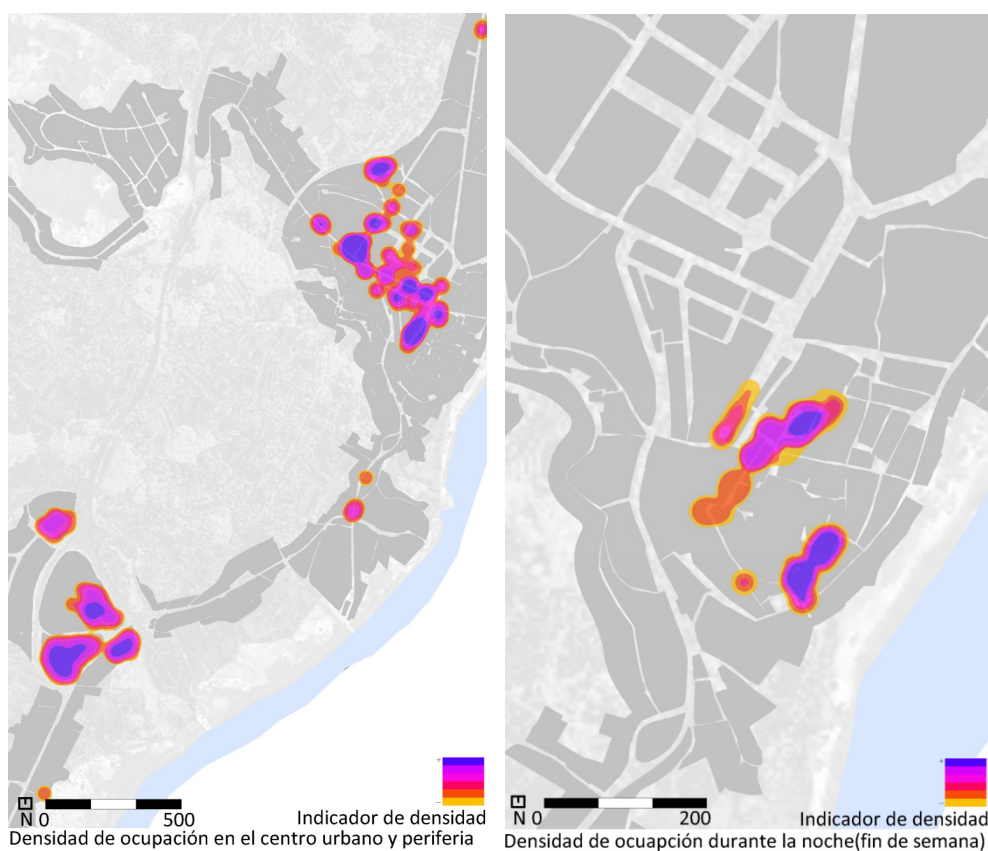 +
-
Indicador de densidad
N
0 500
Densidad de ocupación en el centro urbano y periferia
+
-
Indicador de densidad
N
0 200
Densidad de ocuapción durante la noche(fin de semana)